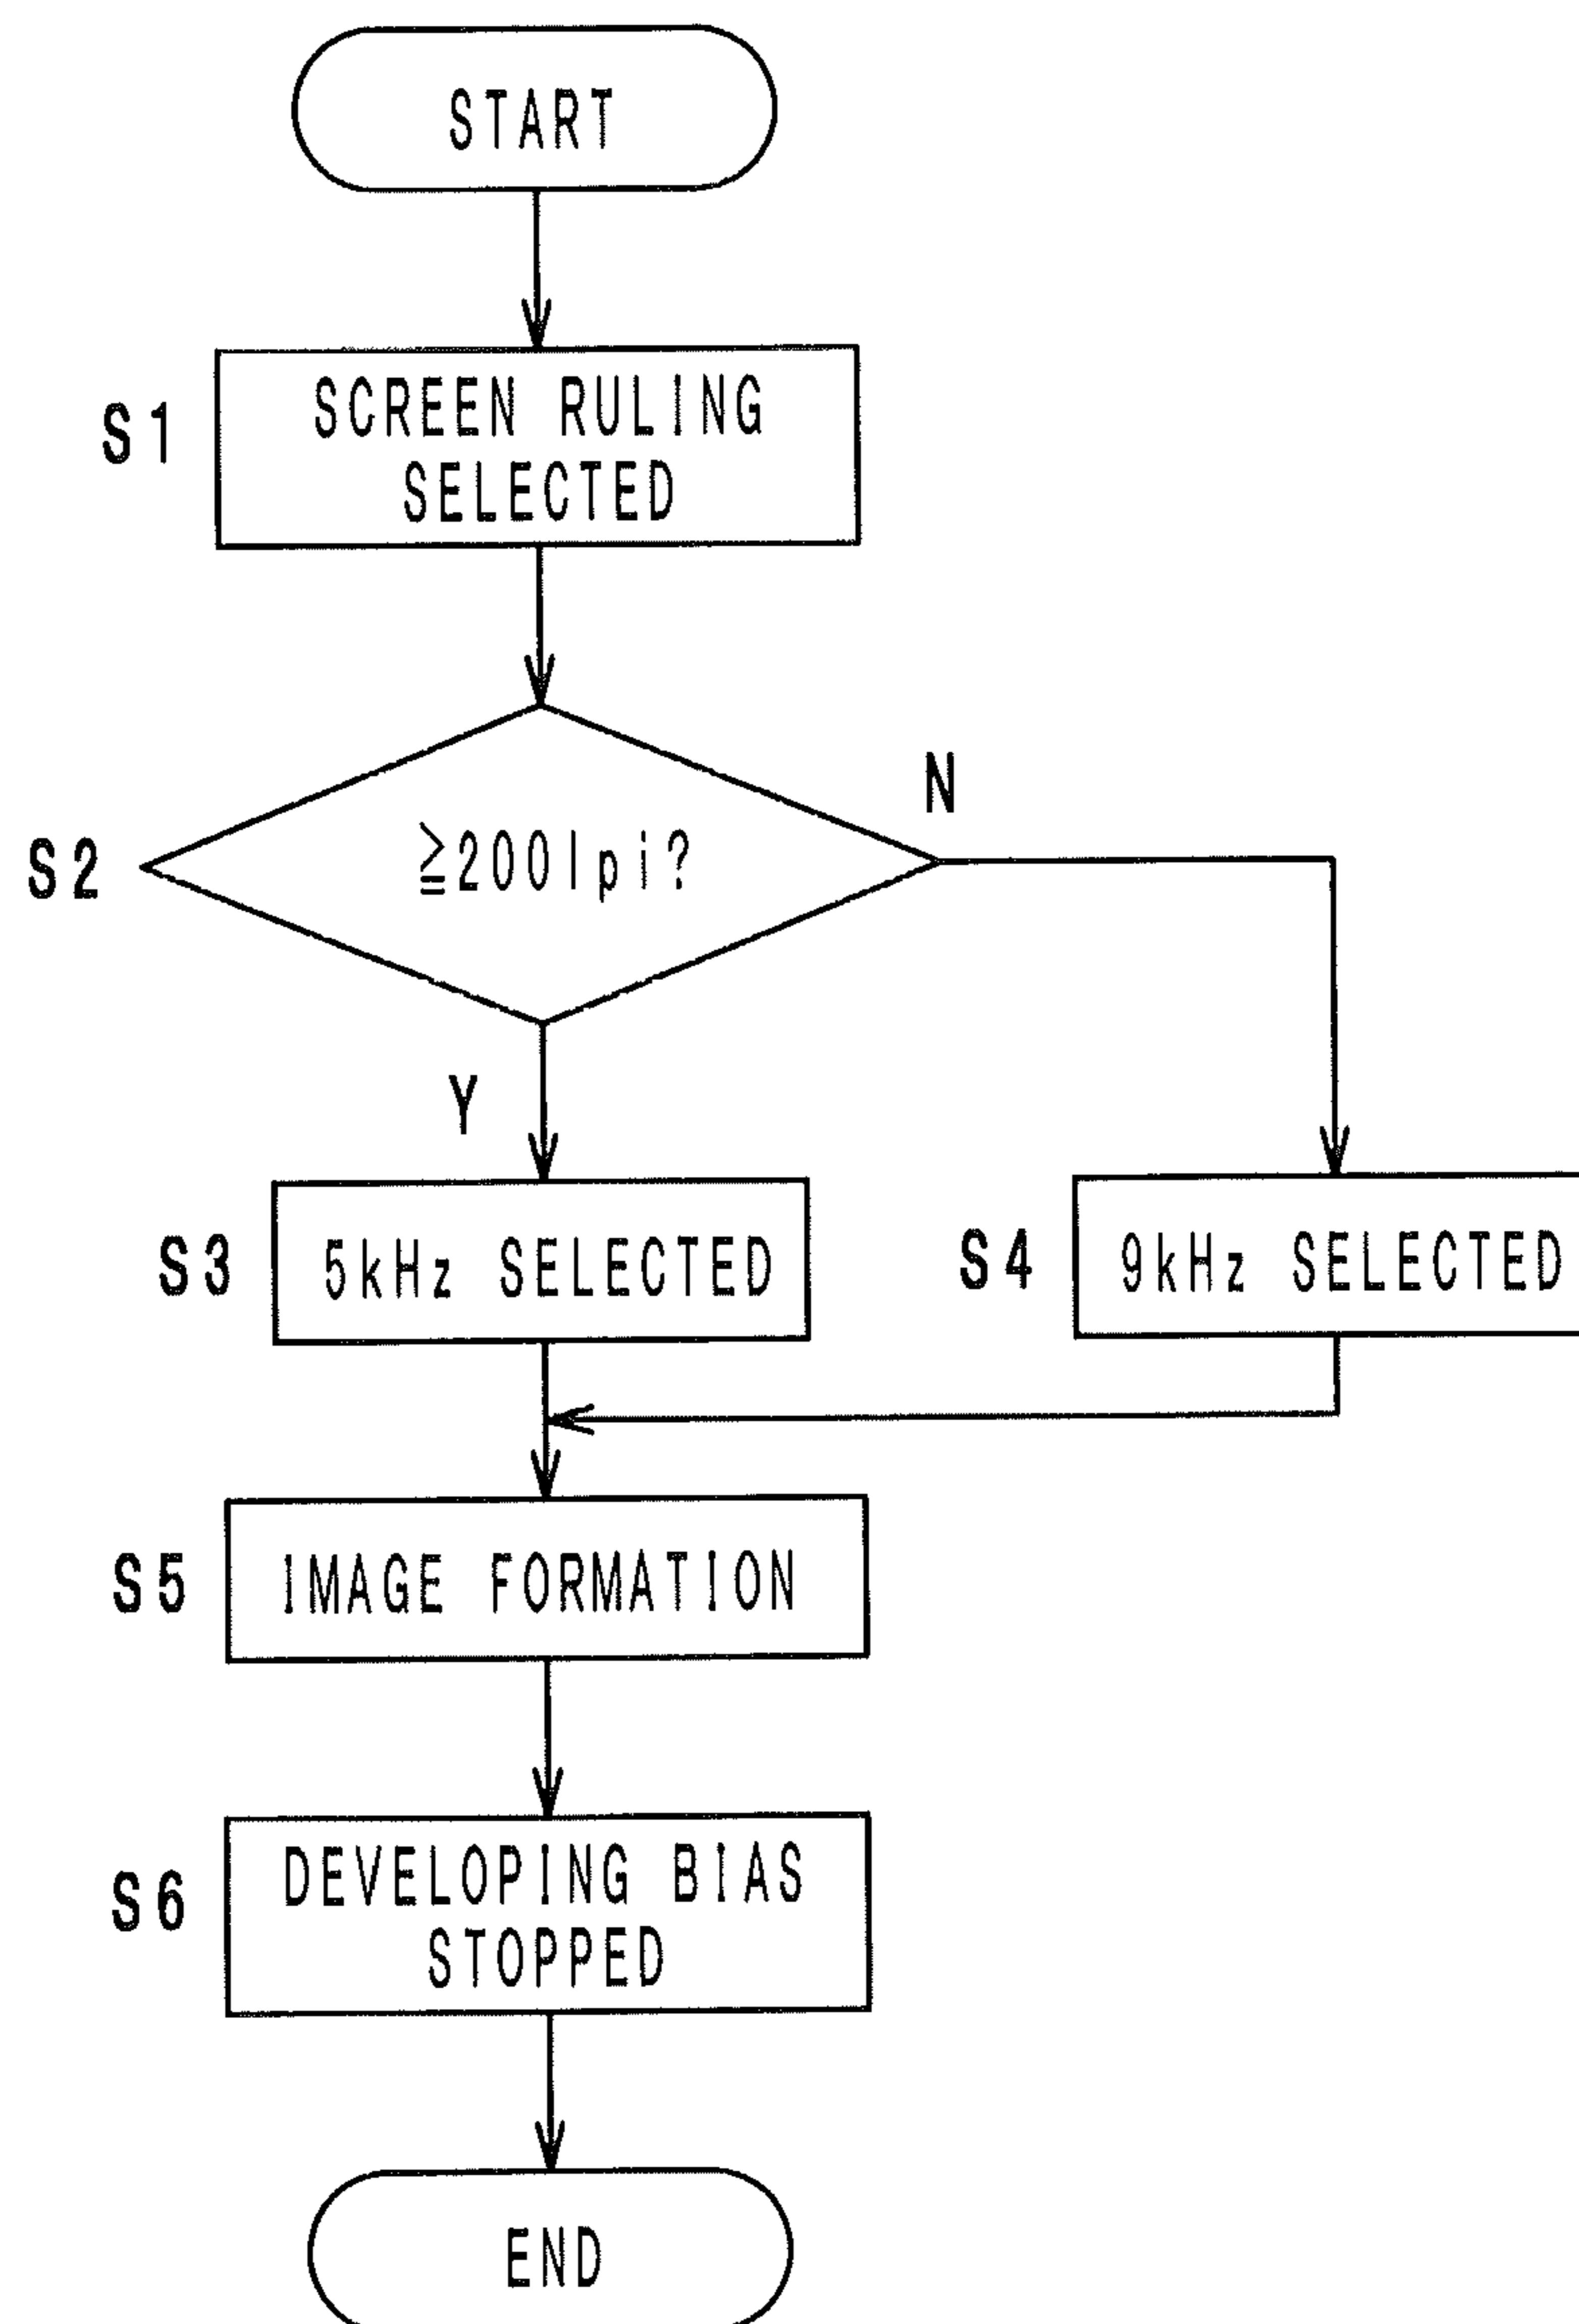 START
S1
SCREEN RULING
SELECTED
S2
≧200lpi?
N
Y
S3
5kHz SELECTED
S4
9kHz SELECTED
S5
IMAGE FORMATION
S6
DEVELOPING BIAS
STOPPED
END